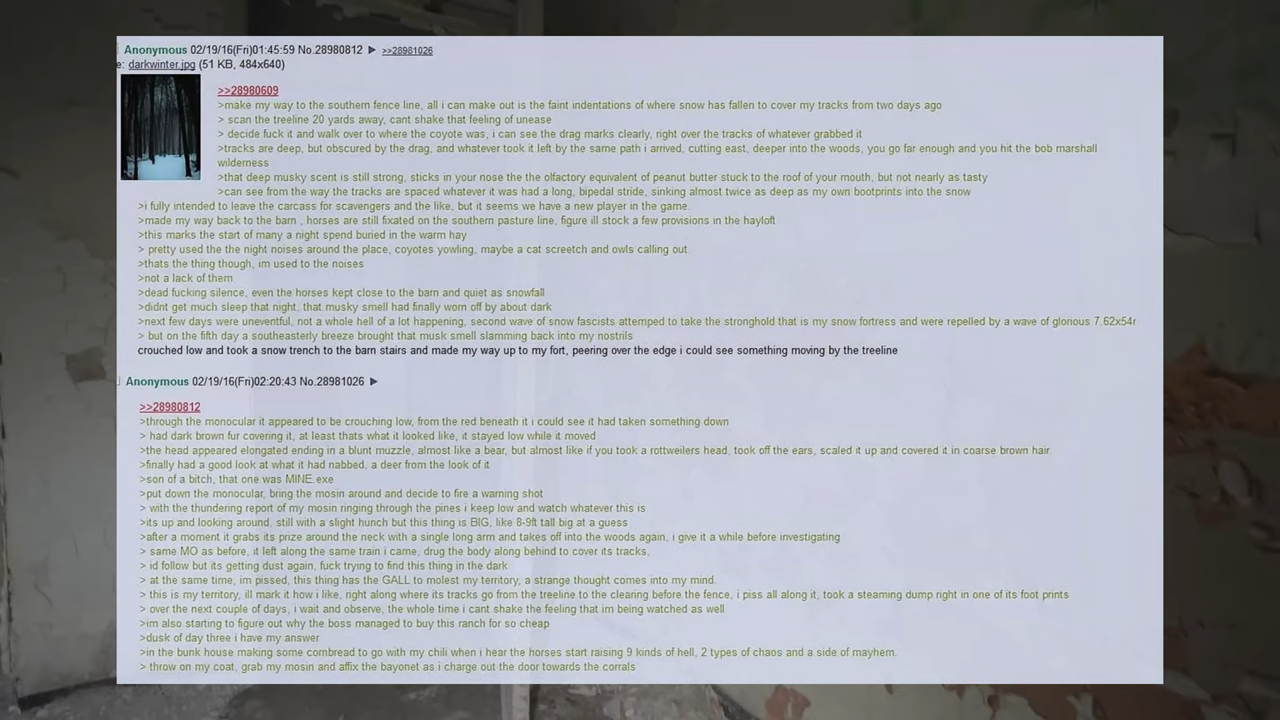 Anonymous 02/19/16(Fri)01:45:59 No.28980812 ▶ >>28981026
e: darkwinter.jpg (51 KB, 484x640)
>>28980609
>make my way to the southern fence line, all i can make out is the faint indentations of where snow has fallen to cover my tracks from two days ago
> scan the treeline 20 yards away, cant shake that feeling of unease
> decide fuck it and walk over to where the coyote was, i can see the drag marks clearly, right over the tracks of whatever grabbed it
>tracks are deep, but obscured by the drag, and whatever took it left by the same path i arrived, cutting east, deeper into the woods, you go far enough and you hit the bob marshall
wilderness
>that deep musky scent is still strong, sticks in your nose the the olfactory equivalent of peanut butter stuck to the roof of your mouth, but not nearly as tasty
>can see from the way the tracks are spaced whatever it was had a long, bipedal stride, sinking almost twice as deep as my own bootprints into the snow
>i fully intended to leave the carcass for scavengers and the like, but it seems we have a new player in the game.
>made my way back to the barn , horses are still fixated on the southern pasture line, figure ill stock a few provisions in the hayloft
>this marks the start of many a night spend buried in the warm hay
> pretty used the the night noises around the place, coyotes yowling, maybe a cat screetch and owls calling out.
>thats the thing though, im used to the noises
>not a lack of them
>dead fucking silence, even the horses kept close to the barn and quiet as snowfall
>didnt get much sleep that night, that musky smell had finally worn off by about dark
>next few days were uneventful, not a whole hell of a lot happening, second wave of snow fascists attemped to take the stronghold that is my snow fortress and were repelled by a wave of glorious 7.62x54r
> but on the fifth day a southeasterly breeze brought that musk smell slamming back into my nostrils
crouched low and took a snow trench to the barn stairs and made my way up to my fort, peering over the edge i could see something moving by the treeline
Anonymous 02/19/16(Fri)02:20:43 No.28981026 ▶
>>28980812
>through the monocular it appeared to be crouching low, from the red beneath it i could see it had taken something down
> had dark brown fur covering it, at least thats what it looked like, it stayed low while it moved
>the head appeared elongated ending in a blunt muzzle, almost like a bear, but almost like if you took a rottweilers head, took off the ears, scaled it up and covered it in coarse brown hair.
>finally had a good look at what it had nabbed, a deer from the look of it
>son of a bitch, that one was MINE.exe
>put down the monocular, bring the mosin around and decide to fire a warning shot
> with the thundering report of my mosin ringing through the pines i keep low and watch whatever this is
>its up and looking around, still with a slight hunch but this thing is BIG, like 8-9ft tall big at a guess
>after a moment it grabs its prize around the neck with a single long arm and takes off into the woods again, i give it a while before investigating
> same MO as before, it left along the same train i came, drug the body along behind to cover its tracks,
> id follow but its getting dust again, fuck trying to find this thing in the dark
> at the same time, im pissed, this thing has the GALL to molest my territory, a strange thought comes into my mind.
> this is my territory, ill mark it how i like, right along where its tracks go from the treeline to the clearing before the fence, i piss all along it, took a steaming dump right in one of its foot prints
> over the next couple of days, i wait and observe, the whole time i cant shake the feeling that im being watched as well
>im also starting to figure out why the boss managed to buy this ranch for so cheap
>dusk of day three i have my answer
>in the bunk house making some cornbread to go with my chili when i hear the horses start raising 9 kinds of hell, 2 types of chaos and a side of mayhem.
> throw on my coat, grab my mosin and affix the bayonet as i charge out the door towards the corrals